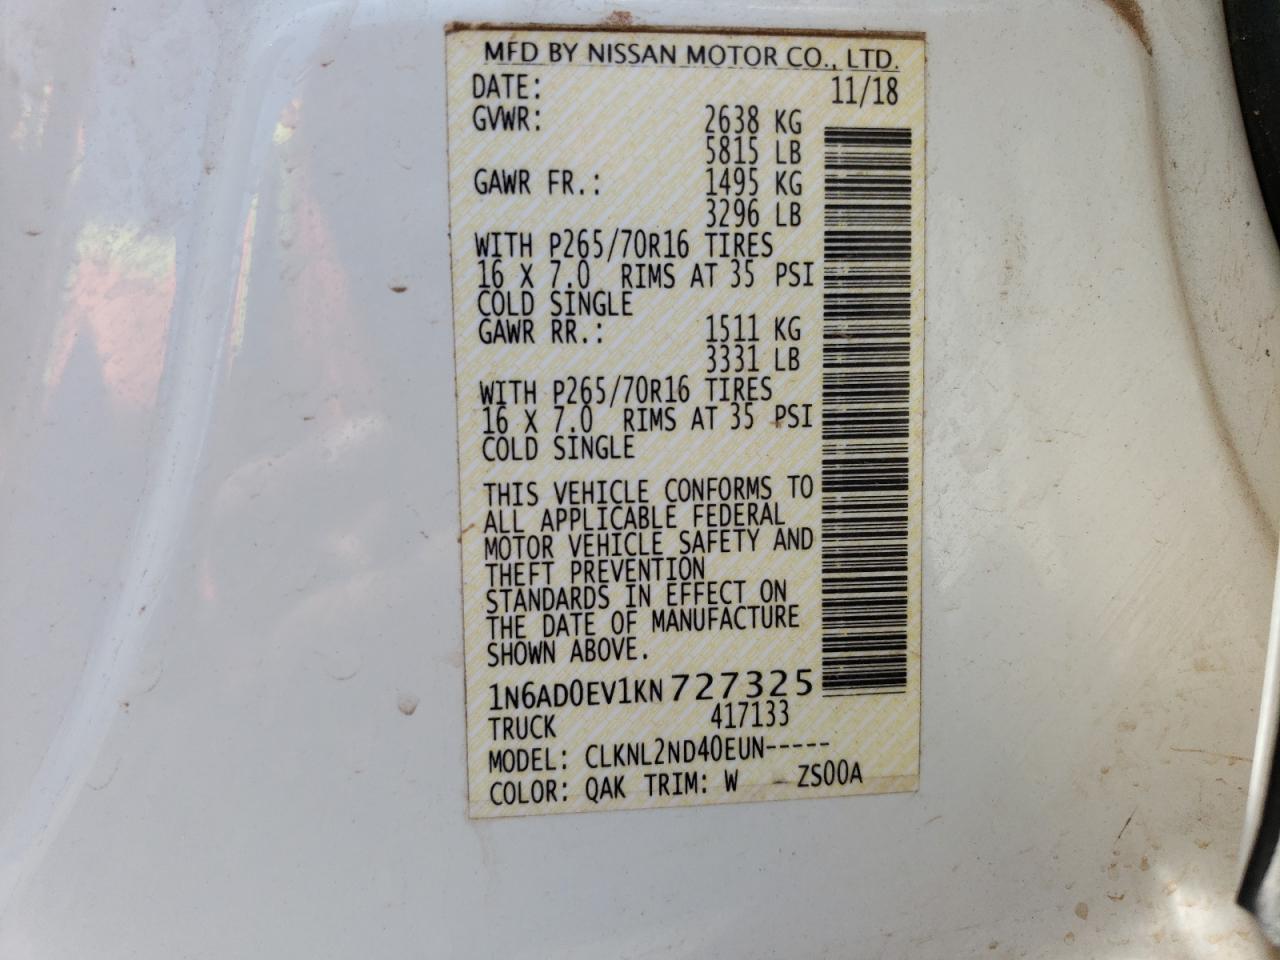 MFD BY NISSAN MOTOR CO., LTD.
DATE: 11/18
GVWR: 2638 KG
5815 LB
GAWR FR.: 1495 KG
3296 LB
WITH P265/70R16 TIRES
16 X 7.0 RIMS AT 35 PSI
COLD SINGLE
GAWR RR.: 1511 KG
3331 LB
WITH P265/70R16 TIRES
16 X 7.0 RIMS AT 35 PSI
COLD SINGLE
THIS VEHICLE CONFORMS TO
ALL APPLICABLE FEDERAL
MOTOR VEHICLE SAFETY AND
THEFT PREVENTION
STANDARDS IN EFFECT ON
THE DATE OF MANUFACTURE
SHOWN ABOVE.
1N6AD0EV1KN727325
TRUCK 417133
MODEL: CLKNL2ND40EUN-----
COLOR: QAK TRIM: W - ZS00A